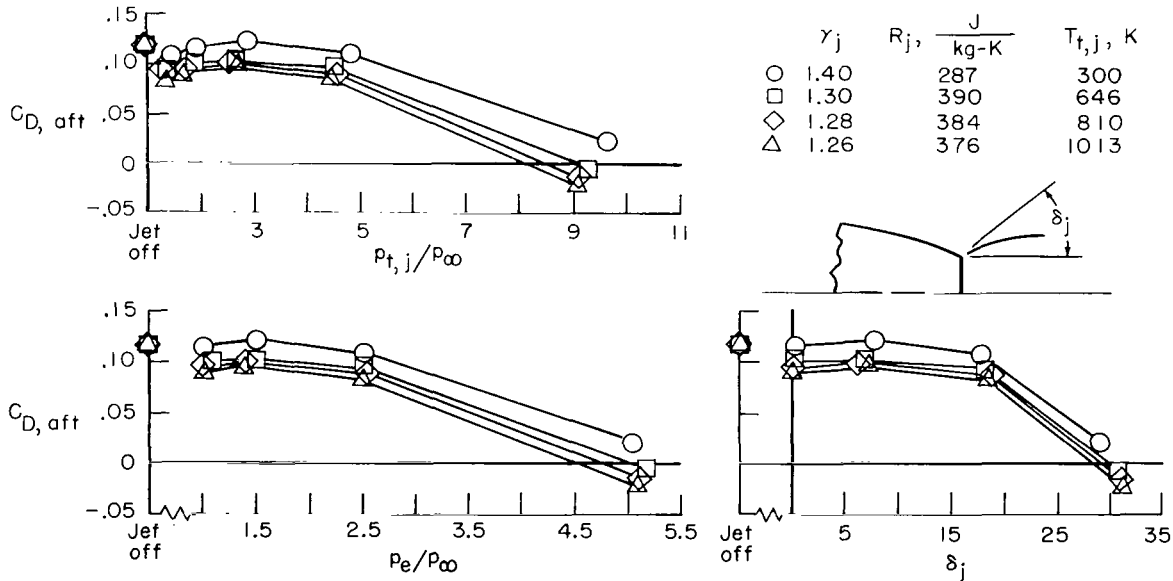 .15
.10
.05
0
-.05
C_D, aft
Jet off
3
5
7
9
11
p_t,j/p_∞
γ_j R_j, J/kg-K T_t,j, K
○ 1.40 287 300
□ 1.30 390 646
◇ 1.28 384 810
△ 1.26 376 1013
δ_j
.15
.10
.05
0
-.05
C_D, aft
Jet off
1.5
2.5
3.5
4.5
5.5
p_e/p_∞
Jet off
5
15
25
35
δ_j